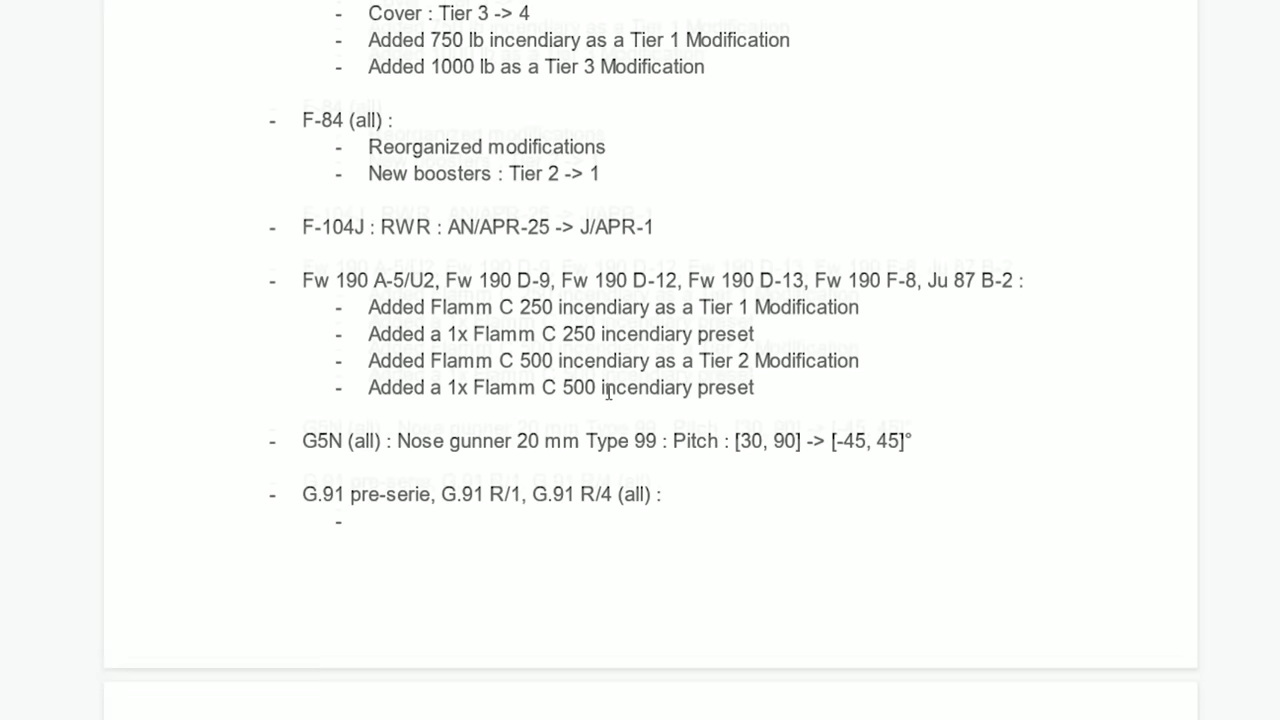 - Cover : Tier 3 -> 4
- Added 750 lb incendiary as a Tier 1 Modification
- Added 1000 lb as a Tier 3 Modification
- F-84 (all) :
- Reorganized modifications
- New boosters : Tier 2 -> 1
- F-104J : RWR : AN/APR-25 -> J/APR-1
- Fw 190 A-5/U2, Fw 190 D-9, Fw 190 D-12, Fw 190 D-13, Fw 190 F-8, Ju 87 B-2 :
- Added Flamm C 250 incendiary as a Tier 1 Modification
- Added a 1x Flamm C 250 incendiary preset
- Added Flamm C 500 incendiary as a Tier 2 Modification
- Added a 1x Flamm C 500 incendiary preset
- G5N (all) : Nose gunner 20 mm Type 99 : Pitch : [30, 90] -> [-45, 45]°
- G.91 pre-serie, G.91 R/1, G.91 R/4 (all) :
-